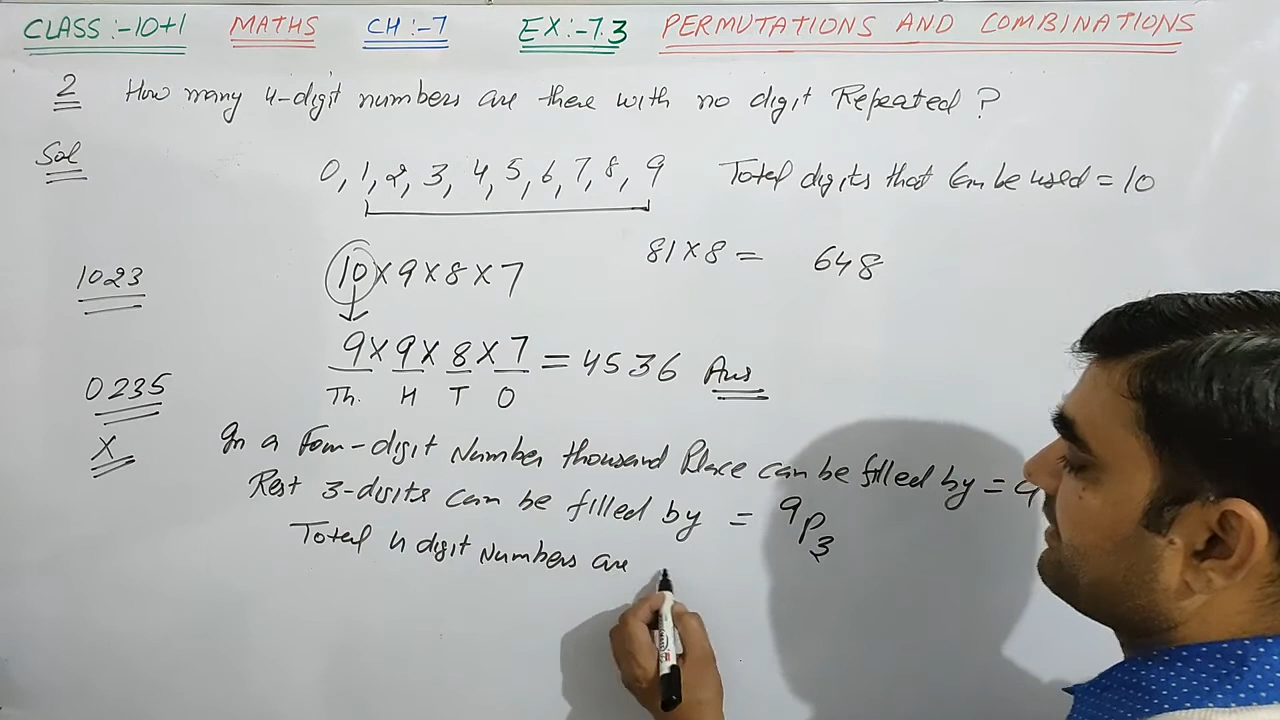 CLASS :- 10+1 MATHS CH :- 7 EX :- 7.3 PERMUTATIONS AND COMBINATIONS
2 How many 4-digit numbers are there with no digit Repeated ?
Sol 0, 1, 2, 3, 4, 5, 6, 7, 8, 9 Total digits that can be used = 10
81 × 8 = 648
1023 10 × 9 × 8 × 7
9 × 9 × 8 × 7 = 4536 Ans
Th. H T O
0235
X
In a Four-digit Number thousand Place can be filled by = 9
Rest 3-digits can be filled by = ⁹P₃
Total 4 digit Numbers are